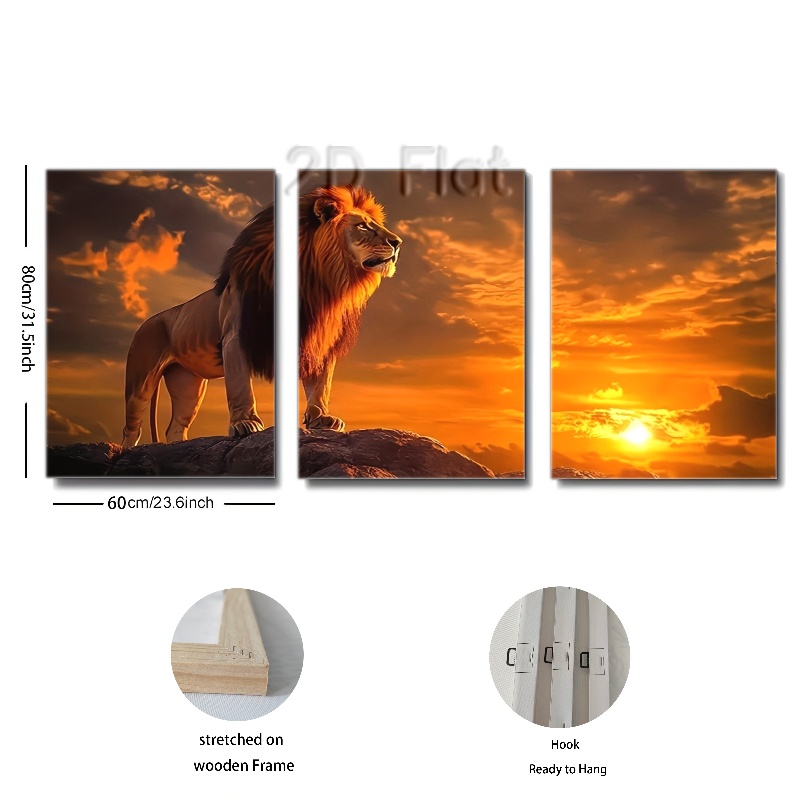 2D Flat
80cm/31.5inch
60cm/23.6inch
stretched on
wooden Frame
Hook
Ready to Hang